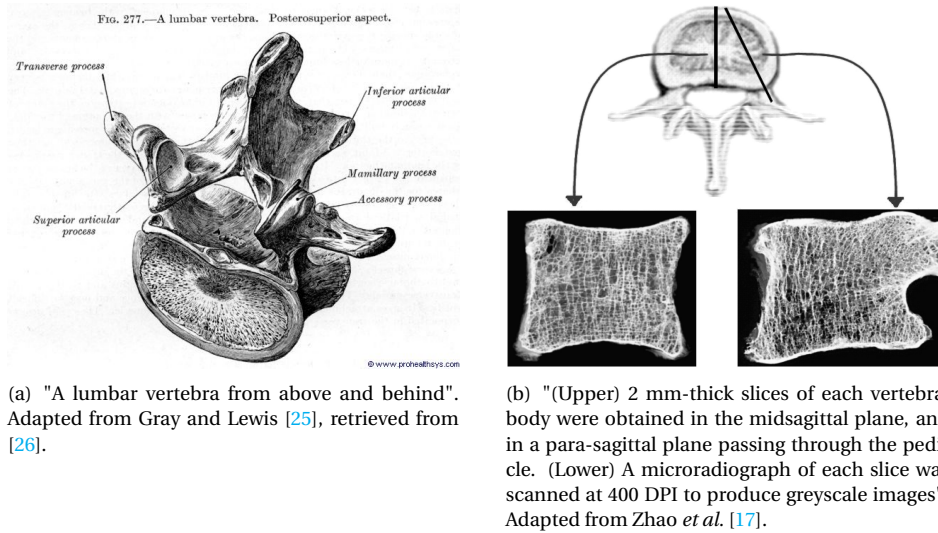 FIG. 277.—A lumbar vertebra. Posterosuperior aspect.
Transverse process
Inferior articular
process
Mamillary process
Accessory process
Superior articular
process
© www.prohealthsys.com
(a) "A lumbar vertebra from above and behind".
Adapted from Gray and Lewis [25], retrieved from
[26].
(b) "(Upper) 2 mm-thick slices of each vertebra
body were obtained in the midsagittal plane, an
in a para-sagittal plane passing through the pedi
cle. (Lower) A microradiograph of each slice wa
scanned at 400 DPI to produce greyscale images"
Adapted from Zhao et al. [17].